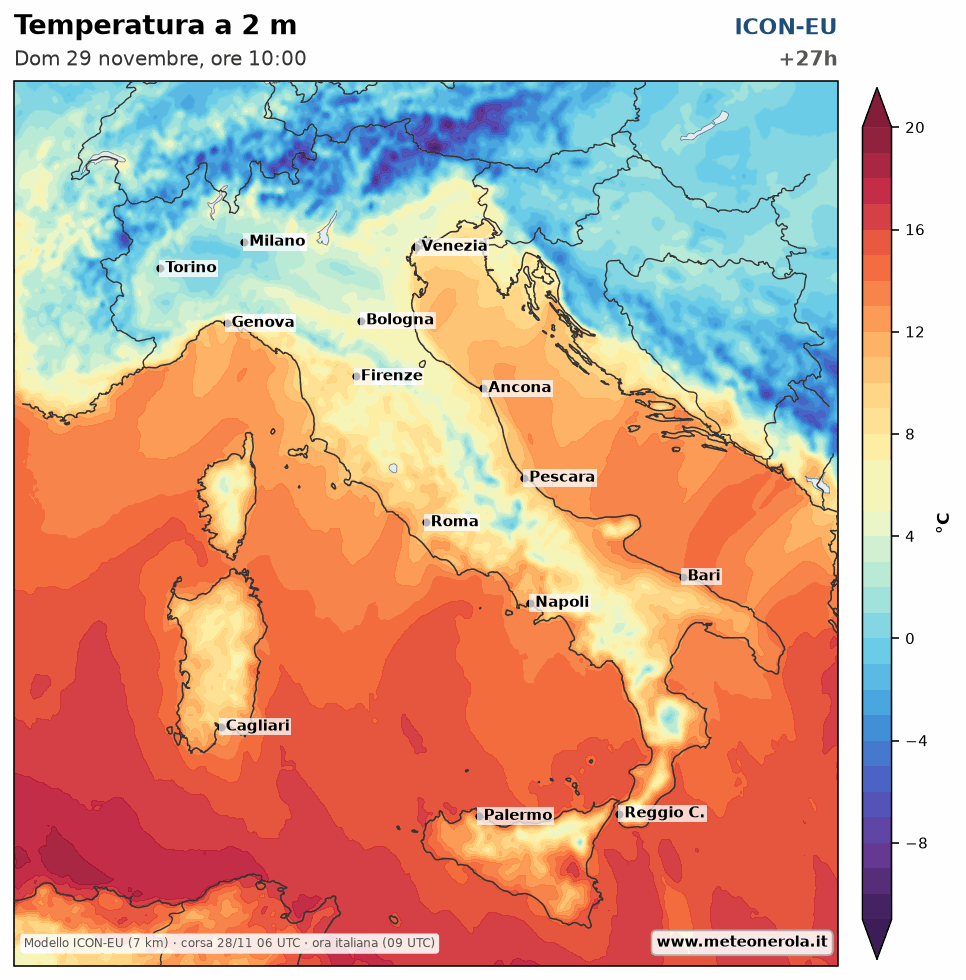 Temperatura a 2 m
ICON-EU
Dom 29 novembre, ore 10:00
+27h
20
16
12
8
4
0
−4
−8
°C
Milano
Venezia
Torino
Genova
Bologna
Firenze
Ancona
Pescara
Roma
Bari
Napoli
Cagliari
Palermo
Reggio C.
Modello ICON-EU (7 km) · corsa 28/11 06 UTC · ora italiana (09 UTC)
www.meteonerola.it